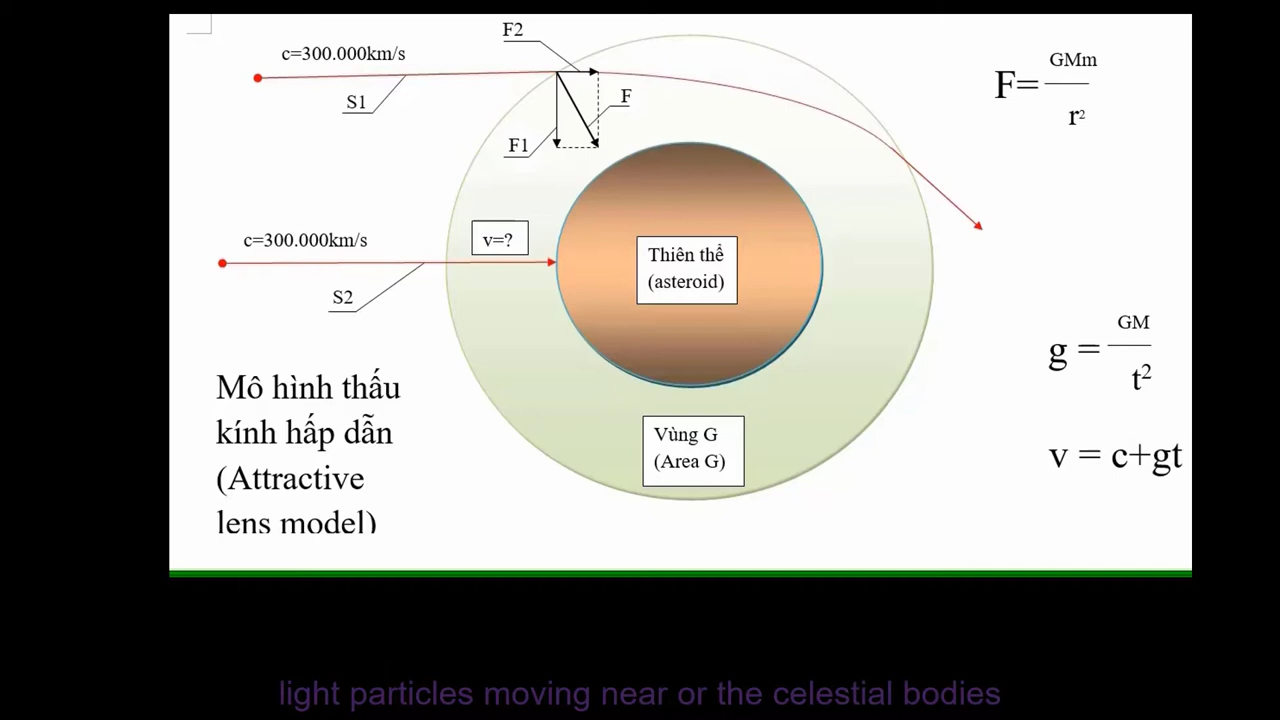 F2
c=300.000km/s
S1
F
F1
F= GMm
r²
c=300.000km/s
v=?
S2
Thiên thể
(asteroid)
GM
g =
t²
v = c+gt
Mô hình thấu
kính hấp dẫn
(Attractive
lens model)
Vùng G
(Area G)
light particles moving near or the celestial bodies